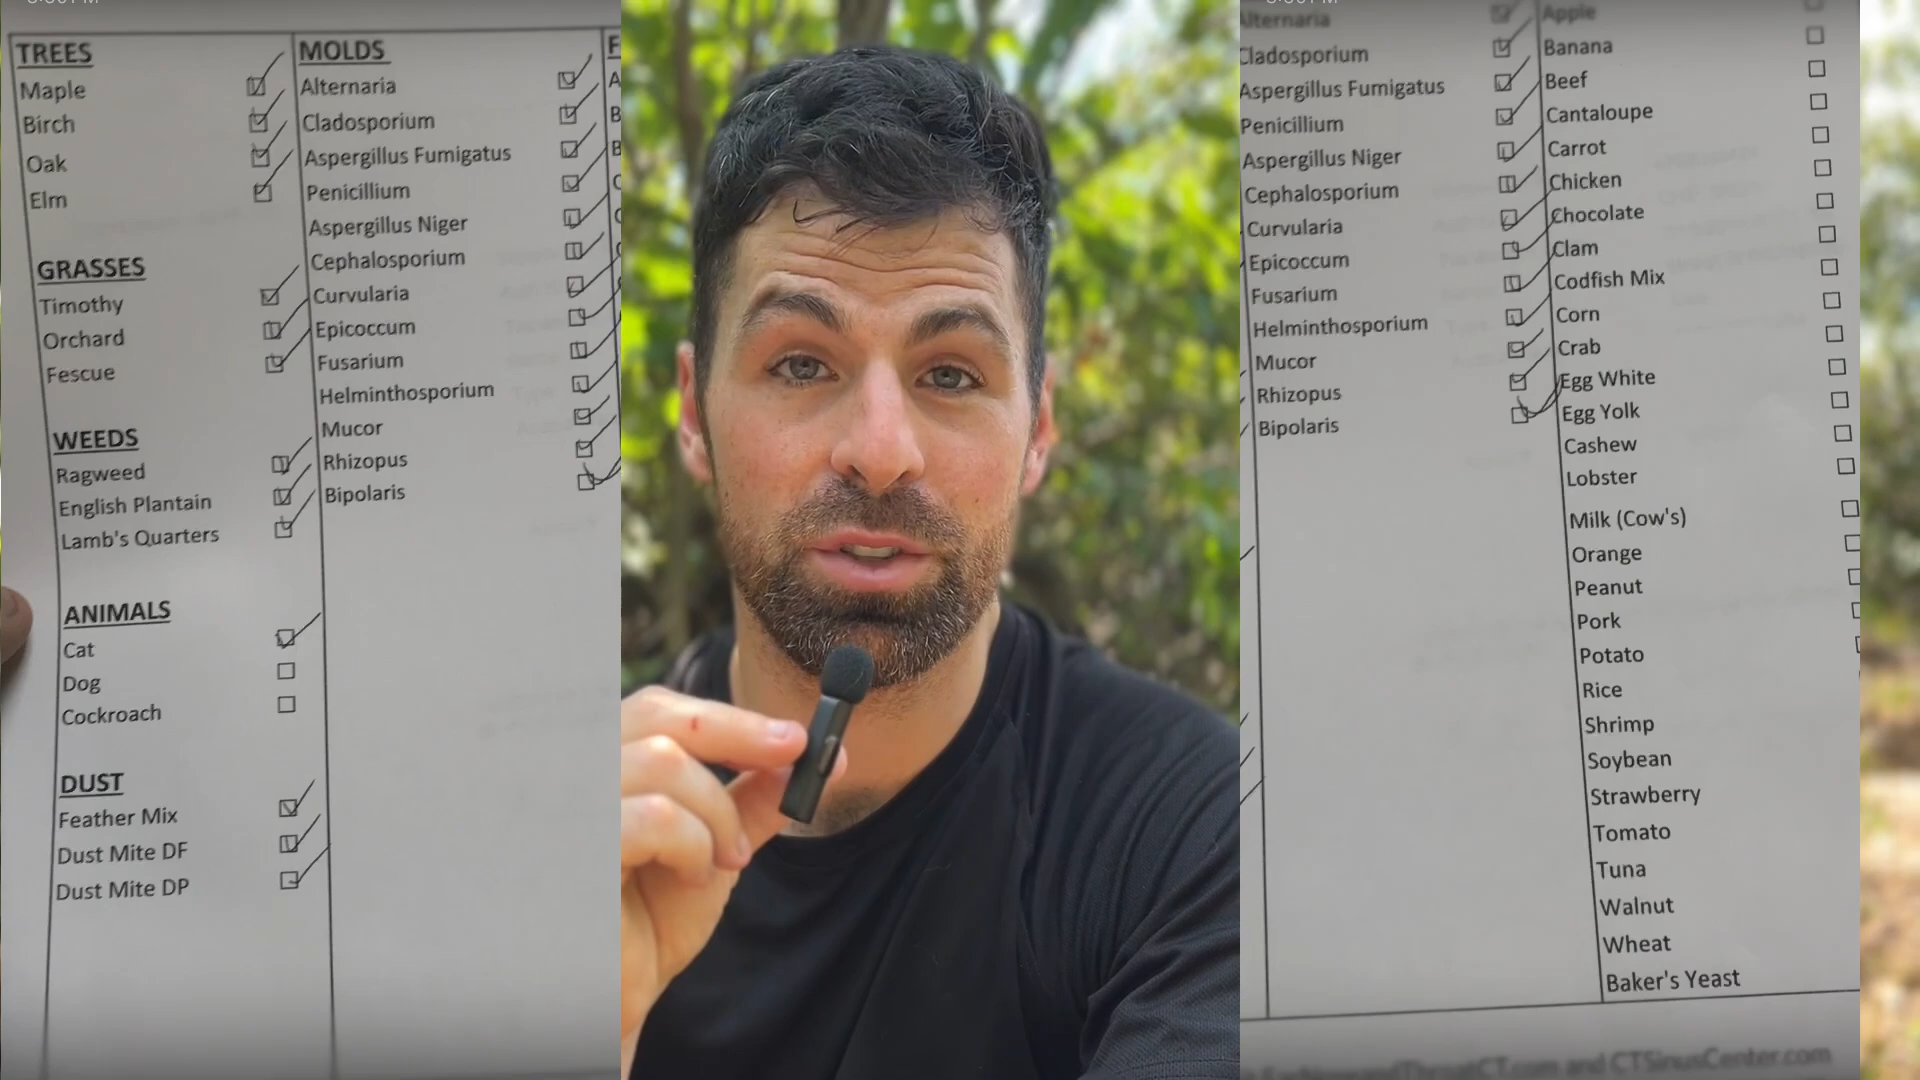 TREES
Maple
Birch
Oak
Elm
GRASSES
Timothy
Orchard
Fescue
WEEDS
Ragweed
English Plantain
Lamb's Quarters
ANIMALS
Cat
Dog
Cockroach
DUST
Feather Mix
Dust Mite DF
Dust Mite DP
MOLDS
Alternaria
Cladosporium
Aspergillus Fumigatus
Penicillium
Aspergillus Niger
Cephalosporium
Curvularia
Epicoccum
Fusarium
Helminthosporium
Mucor
Rhizopus
Bipolaris
lternaria
Cladosporium
Aspergillus Fumigatus
Penicillium
Aspergillus Niger
Cephalosporium
Curvularia
Epicoccum
Fusarium
Helminthosporium
Mucor
Rhizopus
Bipolaris
Apple
Banana
Beef
Cantaloupe
Carrot
Chicken
Chocolate
Clam
Codfish Mix
Corn
Crab
Egg White
Egg Yolk
Cashew
Lobster
Milk (Cow's)
Orange
Peanut
Pork
Potato
Rice
Shrimp
Soybean
Strawberry
Tomato
Tuna
Walnut
Wheat
Baker's Yeast
and CTSinusCenter.com